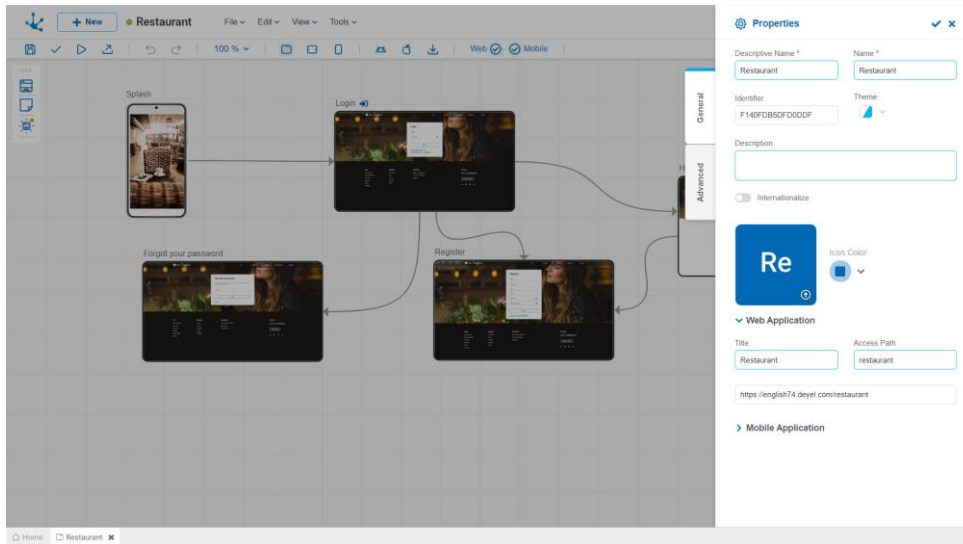 + New
Restaurant
File
Edit
View
Tools
100 %
Web
Mobile
Splash
Login
Forgot your password
Register
General
Advanced
Properties
Descriptive Name * Name *
Restaurant Restaurant
Identifier Theme
F140FDB5DFD0DDF
Description
Internationalize
Re
Icon Color
Web Application
Title Access Path
Restaurant restaurant
https://english74.deyel.com/restaurant
Mobile Application
Home
Restaurant